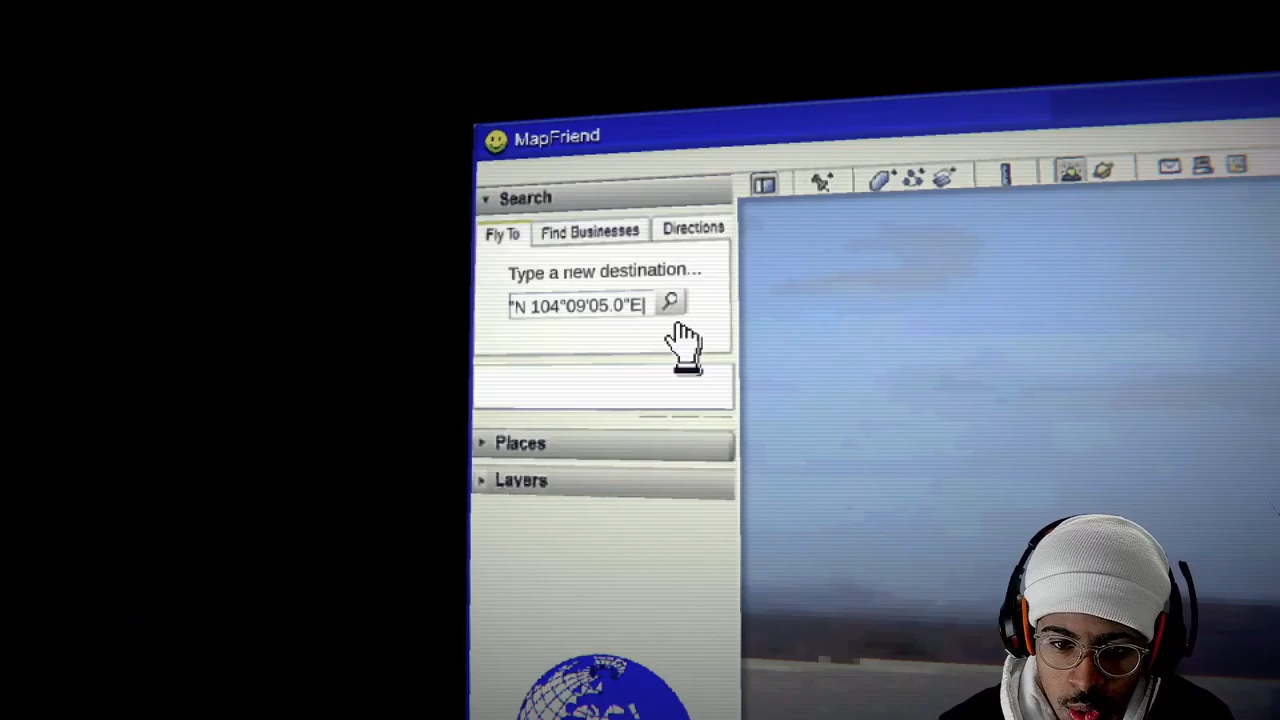 MapFriend
Search
Fly To
Find Businesses
Directions
Type a new destination...
"N 104°09'05.0"E
Places
Layers